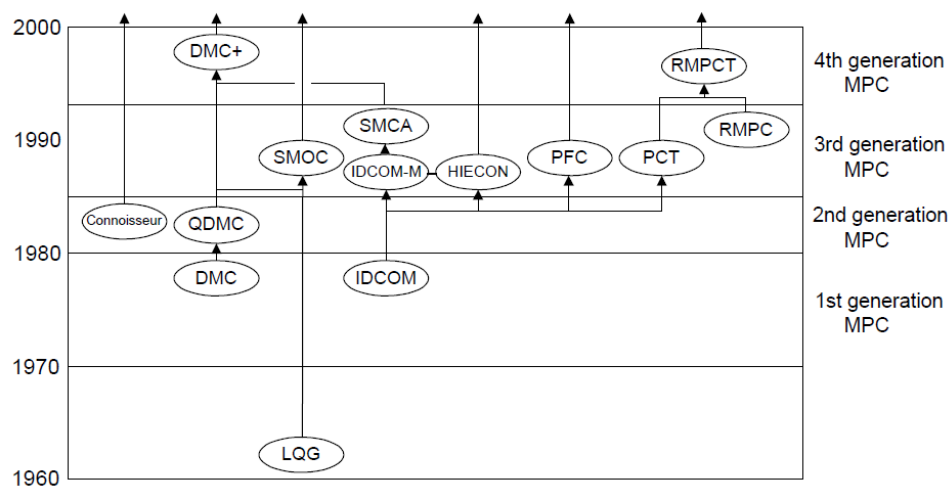 2000
DMC+
RMPCT
4th generation
MPC
1990
SMCA
RMPC
SMOC
IDCOM-M
HIECON
PFC
PCT
3rd generation
MPC
Connoisseur
QDMC
2nd generation
MPC
1980
DMC
IDCOM
1st generation
MPC
1970
LQG
1960